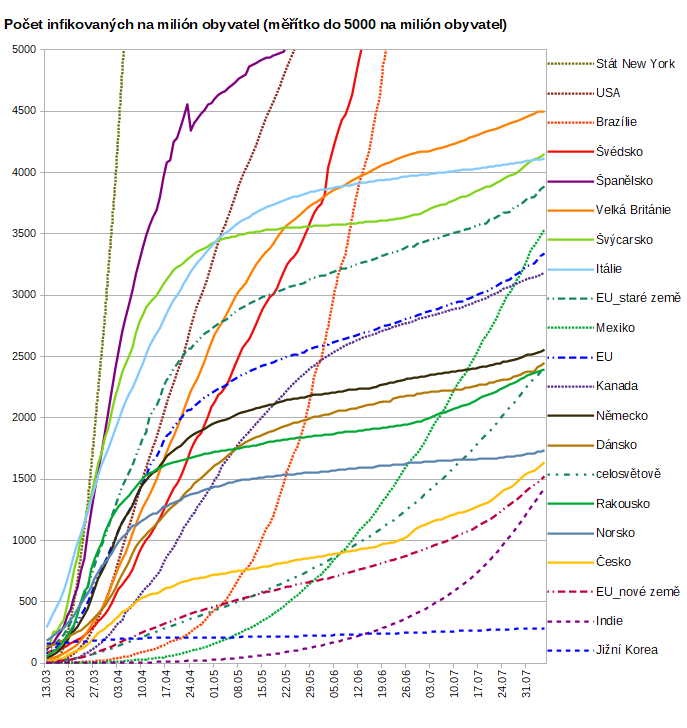 Počet infikovaných na milión obyvatel (měřítko do 5000 na milión obyvatel)
5000
4500
4000
3500
3000
2500
2000
1500
1000
500
0
13.03
20.03
27.03
03.04
10.04
17.04
24.04
01.05
08.05
15.05
22.05
29.05
05.06
12.06
19.06
26.06
03.07
10.07
17.07
24.07
31.07
Stát New York
USA
Brazílie
Švédsko
Španělsko
Velká Británie
Švýcarsko
Itálie
EU_staré země
Mexiko
EU
Kanada
Německo
Dánsko
celosvětově
Rakousko
Norsko
Česko
EU_nové země
Indie
Jižní Korea